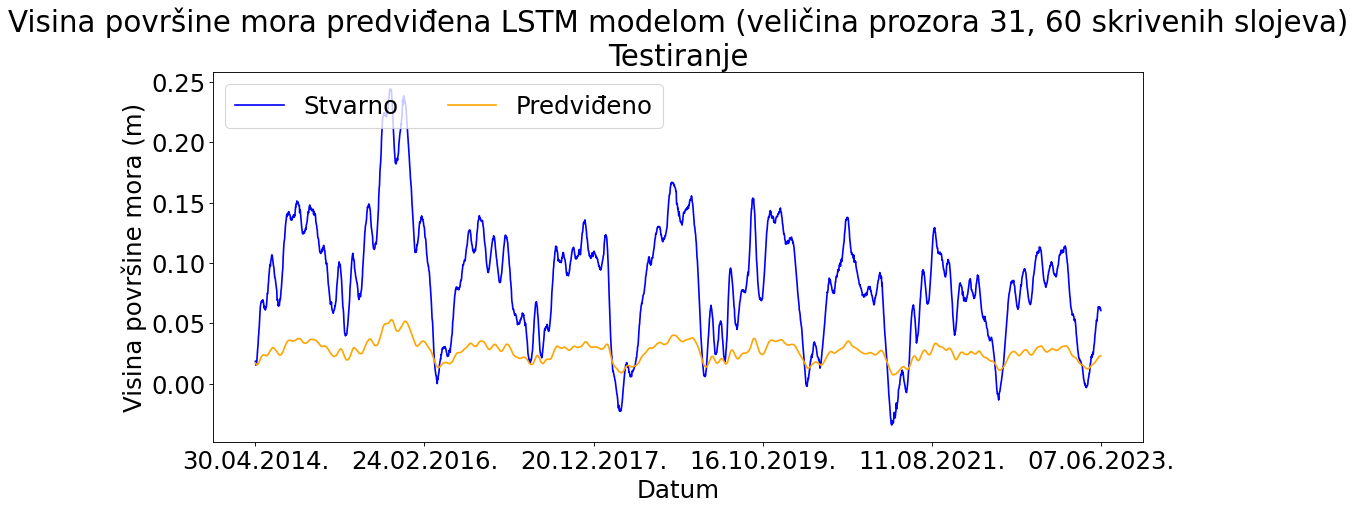 Visina površine mora predviđena LSTM modelom (veličina prozora 31, 60 skrivenih slojeva)
Testiranje
Stvarno
Predviđeno
Visina površine mora (m)
0.25
0.20
0.15
0.10
0.05
0.00
30.04.2014.
24.02.2016.
20.12.2017.
16.10.2019.
11.08.2021.
07.06.2023.
Datum